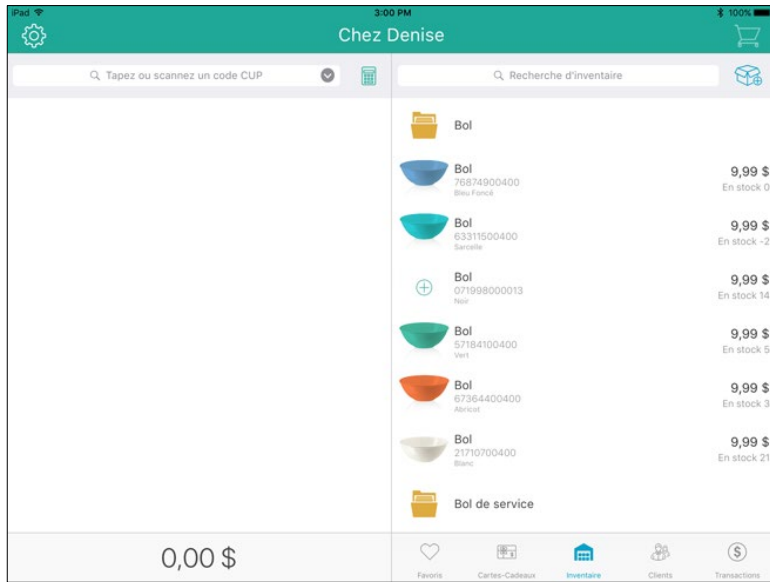 iPad 3:00 PM 100%
Chez Denise
Tapez ou scannez un code CUP
Recherche d'inventaire
Bol
Bol
76874900400
Bleu Foncé
9,99 $
En stock 0
Bol
63311500400
Sarcelle
9,99 $
En stock -2
Bol
071998000013
Noir
9,99 $
En stock 14
Bol
57184100400
Vert
9,99 $
En stock 5
Bol
67364400400
Abricot
9,99 $
En stock 3
Bol
21710700400
Blanc
9,99 $
En stock 21
Bol de service
0,00 $
Favoris
Cartes-Cadeaux
Inventaire
Clients
Transactions